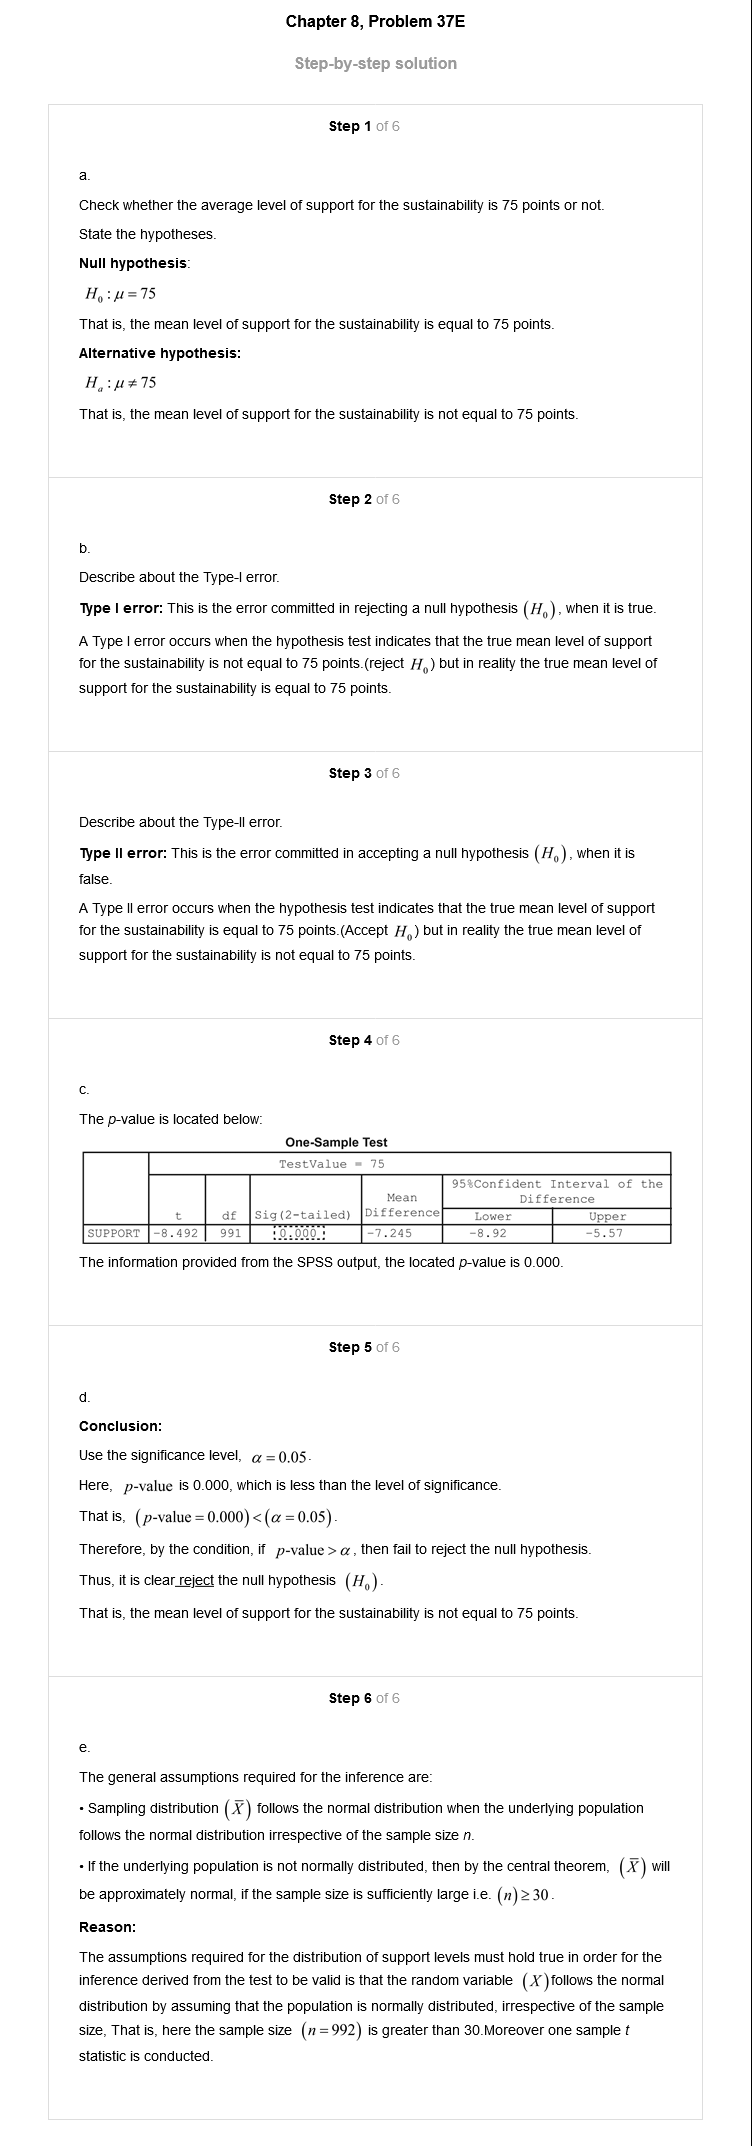 Chapter 8, Problem 37E
Step-by-step solution
Step 1 of 6
a.
Check whether the average level of support for the sustainability is 75 points or not.
State the hypotheses.
Null hypothesis:
H₀ : μ = 75
That is, the mean level of support for the sustainability is equal to 75 points.
Alternative hypothesis:
Hₐ : μ ≠ 75
That is, the mean level of support for the sustainability is not equal to 75 points.
Step 2 of 6
b.
Describe about the Type-I error.
Type I error: This is the error committed in rejecting a null hypothesis (H₀), when it is true.
A Type I error occurs when the hypothesis test indicates that the true mean level of support
for the sustainability is not equal to 75 points.(reject H₀) but in reality the true mean level of
support for the sustainability is equal to 75 points.
Step 3 of 6
Describe about the Type-II error.
Type II error: This is the error committed in accepting a null hypothesis (H₀), when it is
false.
A Type II error occurs when the hypothesis test indicates that the true mean level of support
for the sustainability is equal to 75 points.(Accept H₀) but in reality the true mean level of
support for the sustainability is not equal to 75 points.
Step 4 of 6
c.
The p-value is located below:
One-Sample Test
TestValue = 75
95%Confident Interval of the
Mean Difference
t df Sig(2-tailed) Difference Lower Upper
SUPPORT -8.492 991 0.000 -7.245 -8.92 -5.57
The information provided from the SPSS output, the located p-value is 0.000.
Step 5 of 6
d.
Conclusion:
Use the significance level, α = 0.05.
Here, p-value is 0.000, which is less than the level of significance.
That is, (p-value = 0.000) < (α = 0.05).
Therefore, by the condition, if p-value > α, then fail to reject the null hypothesis.
Thus, it is clear reject the null hypothesis (H₀).
That is, the mean level of support for the sustainability is not equal to 75 points.
Step 6 of 6
e.
The general assumptions required for the inference are:
• Sampling distribution (X̄) follows the normal distribution when the underlying population
follows the normal distribution irrespective of the sample size n.
• If the underlying population is not normally distributed, then by the central theorem, (X̄) will
be approximately normal, if the sample size is sufficiently large i.e. (n) ≥ 30.
Reason:
The assumptions required for the distribution of support levels must hold true in order for the
inference derived from the test to be valid is that the random variable (X)follows the normal
distribution by assuming that the population is normally distributed, irrespective of the sample
size, That is, here the sample size (n = 992) is greater than 30.Moreover one sample t
statistic is conducted.